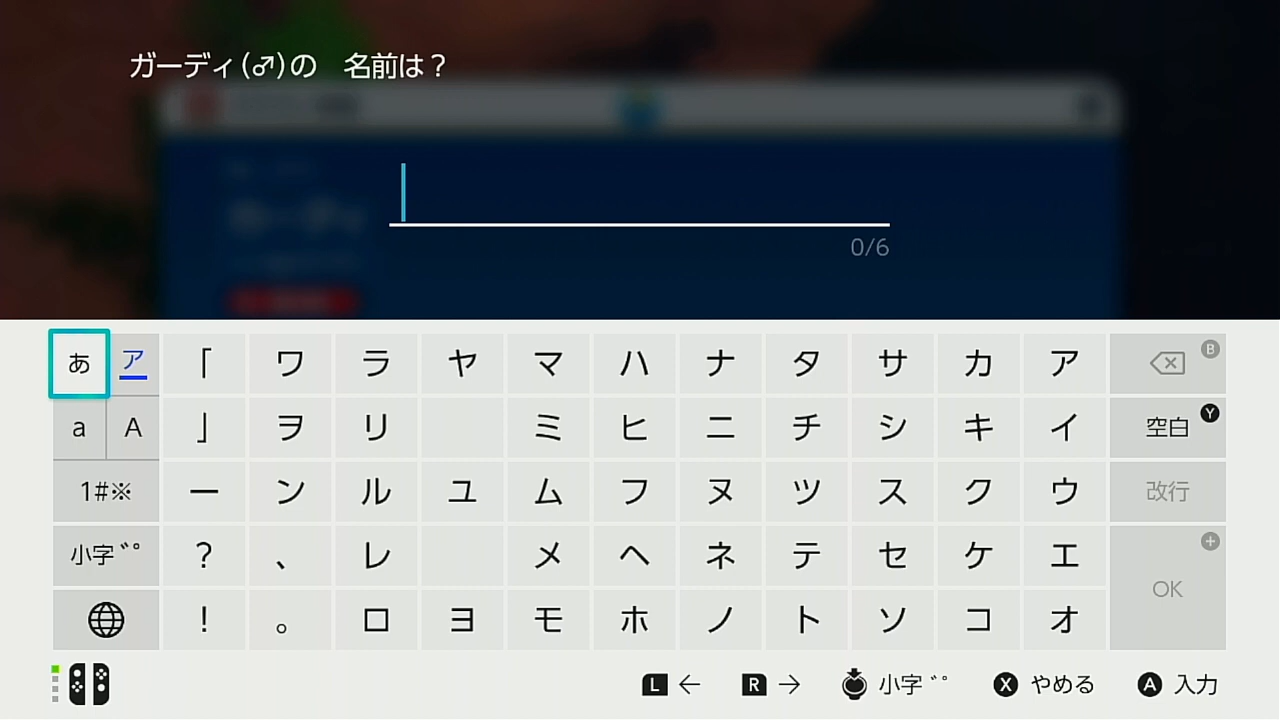 ガーディ(♂)の　名前は？
0/6
あ ア 「 ワ ラ ヤ マ ハ ナ タ サ カ ア B
a A 」 ヲ リ ミ ヒ ニ チ シ キ イ 空白 Y
1#※ ー ン ル ユ ム フ ヌ ツ ス ク ウ 改行
小字゛゜ ? 、 レ メ ヘ ネ テ セ ケ エ +
! 。 ロ ヨ モ ホ ノ ト ソ コ オ OK
L ← R → 小字゛゜ X やめる A 入力